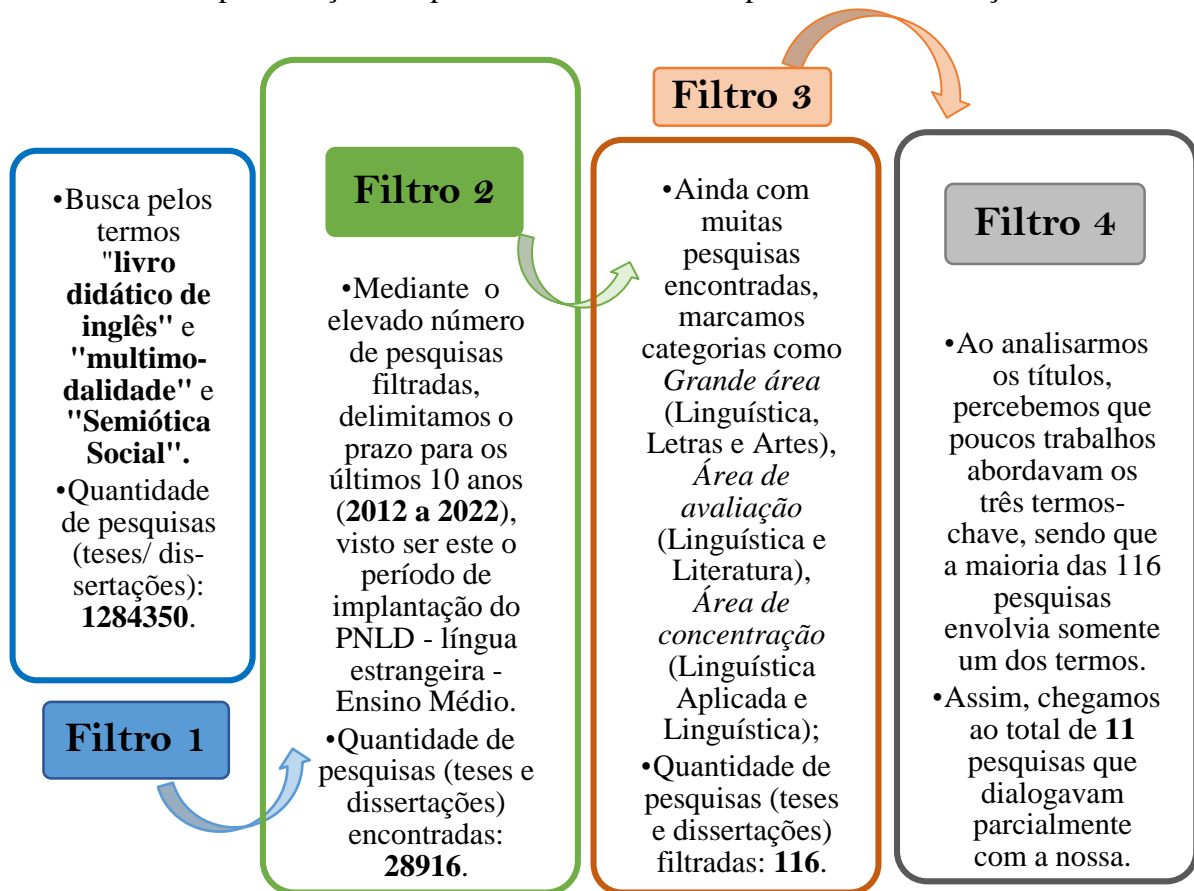 Filtro 1
•Busca pelos
termos
"livro
didático de
inglês" e
"multimo-
dalidade" e
"Semiótica
Social".
•Quantidade
de pesquisas
(teses/ dis-
sertações):
1284350.
Filtro 2
•Mediante o
elevado número
de pesquisas
filtradas,
delimitamos o
prazo para os
últimos 10 anos
(2012 a 2022),
visto ser este o
período de
implantação do
PNLD - língua
estrangeira -
Ensino Médio.
•Quantidade de
pesquisas (teses e
dissertações)
encontradas:
28916.
Filtro 3
•Ainda com
muitas
pesquisas
encontradas,
marcamos
categorias como
Grande área
(Linguística,
Letras e Artes),
Área de
avaliação
(Linguística e
Literatura),
Área de
concentração
(Linguística
Aplicada e
Linguística);
•Quantidade de
pesquisas (teses
e dissertações)
filtradas: 116.
Filtro 4
•Ao analisarmos
os títulos,
percebemos que
poucos trabalhos
abordavam os
três termos-
chave, sendo que
a maioria das 116
pesquisas
envolvia somente
um dos termos.
•Assim, chegamos
ao total de 11
pesquisas que
dialogavam
parcialmente
com a nossa.